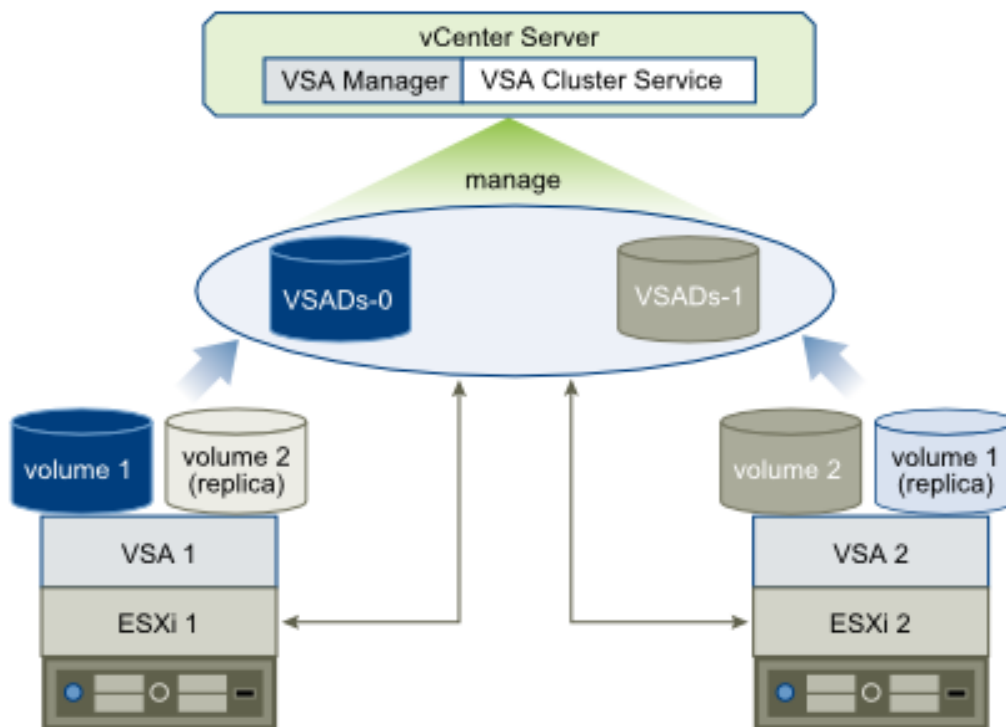 vCenter Server
VSA Manager
VSA Cluster Service
manage
VSADs-0
VSADs-1
volume 1
volume 2
(replica)
volume 2
volume 1
(replica)
VSA 1
VSA 2
ESXi 1
ESXi 2